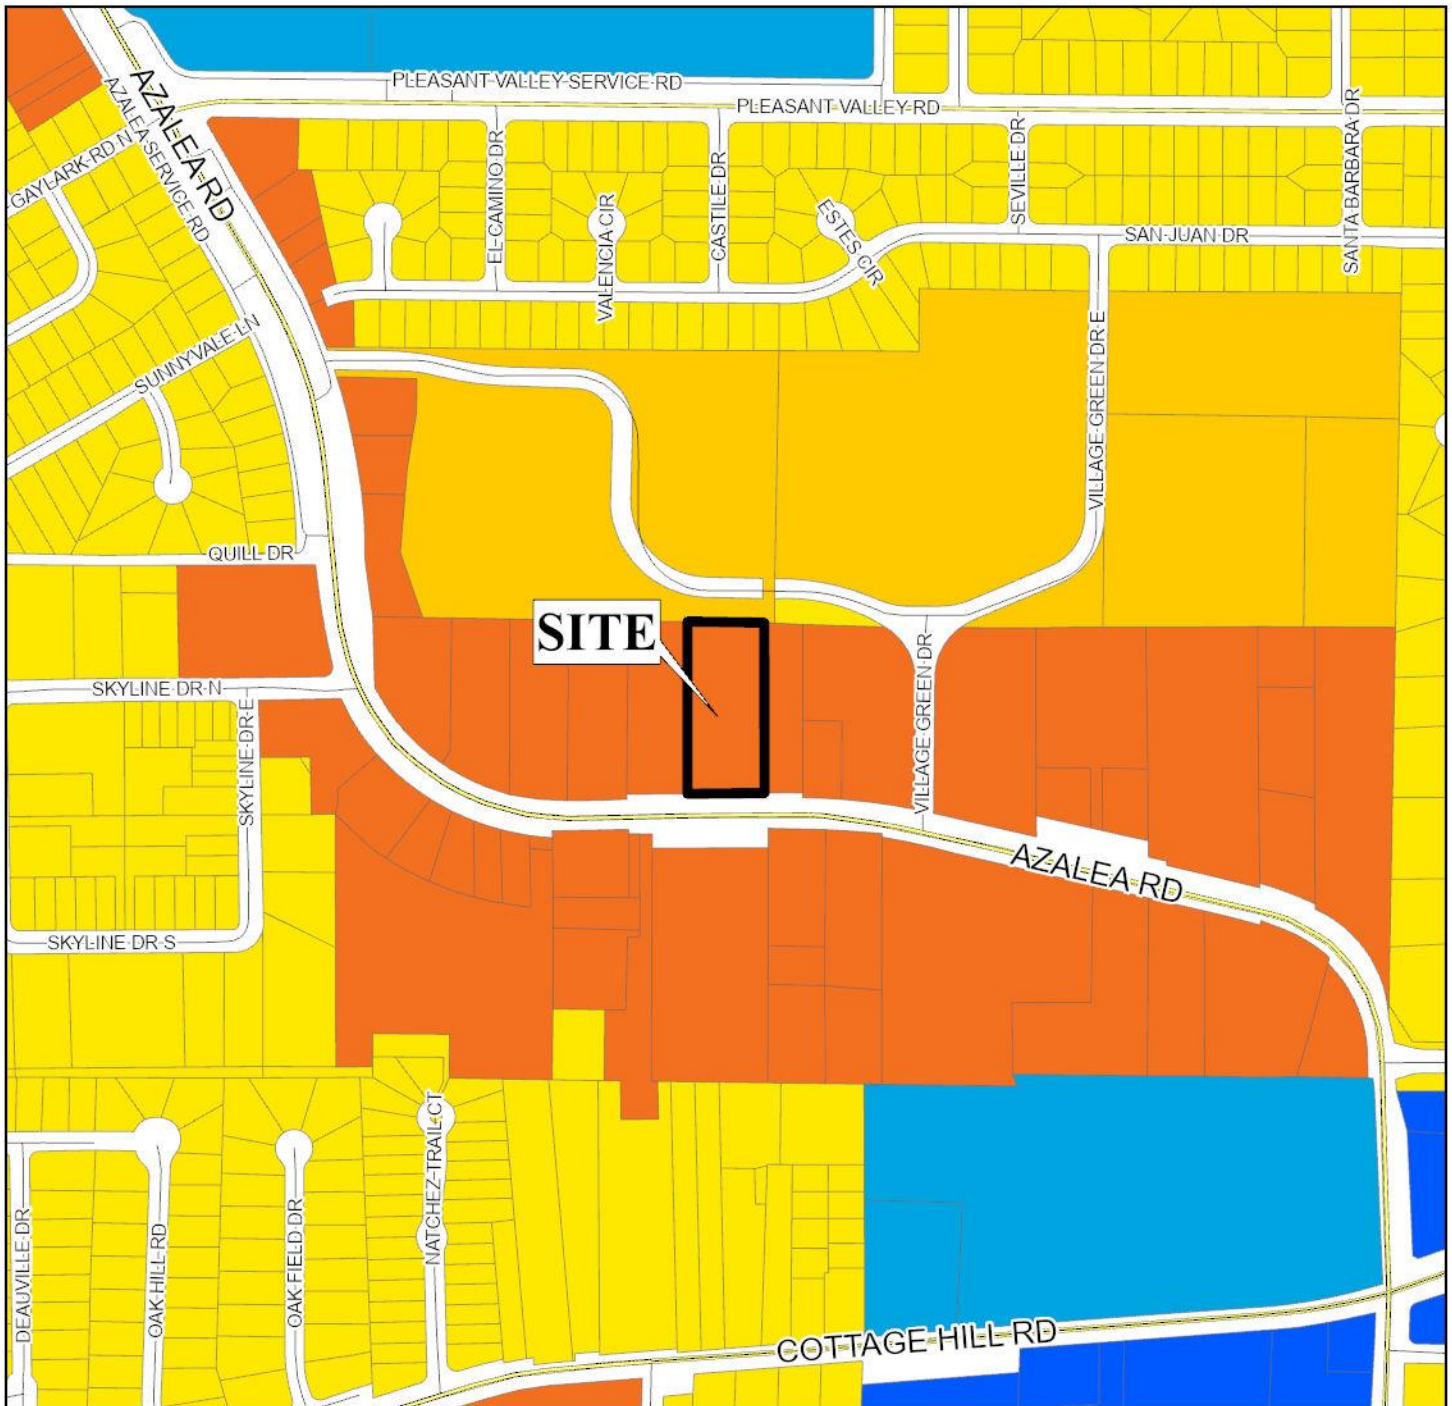 PLEASANT VALLEY SERVICE RD
PLEASANT VALLEY RD
AZALEA RD
AZALEA SERVICE RD
GAYLARK RD N
EL CAMINO DR
VALENCIA CIR
CASTILE DR
ESTES CIR
SEVILLE DR
SANTA BARBARA DR
SAN JUAN DR
SUNNYVALE LN
VILLAGE GREEN DR E
QUILL DR
SITE
SKYLINE DR N
SKYLINE DR E
VILLAGE GREEN DR
AZALEA RD
SKYLINE DR S
NATCHEZ TRAIL CT
DEAUVILLE DR
OAK HILL RD
OAK FIELD DR
COTTAGE HILL RD